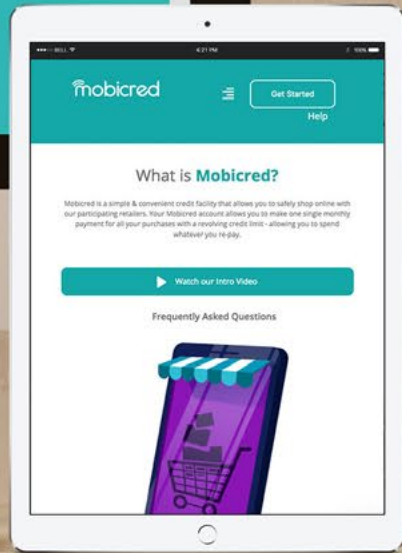 BELL
4:21 PM
100%
mobicred
Get Started
Help
What is Mobicred?
Mobicred is a simple & convenient credit facility that allows you to safely shop online with
our participating retailers. Your Mobicred account allows you to make one single monthly
payment for all your purchases with a revolving credit limit - allowing you to spend
whatever you re-pay.
Watch our Intro Video
Frequently Asked Questions